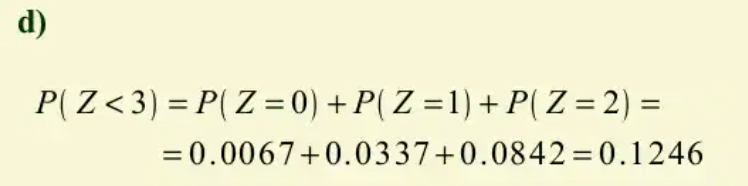 d)
P( Z<3) = P( Z=0) + P( Z =1) + P( Z = 2) =
=0.0067+0.0337+0.0842=0.1246